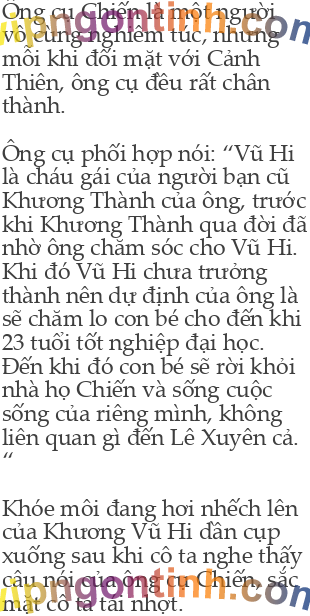 Ông cụ Chiến là một người
vô cùng nghiêm túc, nhưng
mỗi khi đối mặt với Cảnh
Thiên, ông cụ đều rất chân
thành.
Ông cụ phối hợp nói: “Vũ Hi
là cháu gái của người bạn cũ
Khương Thành của ông, trước
khi Khương Thành qua đời đã
nhờ ông chăm sóc cho Vũ Hi.
Khi đó Vũ Hi chưa trưởng
thành nên dự định của ông là
sẽ chăm lo con bé cho đến khi
23 tuổi tốt nghiệp đại học.
Đến khi đó con bé sẽ rời khỏi
nhà họ Chiến và sống cuộc
sống của riêng mình, không
liên quan gì đến Lê Xuyên cả.
“
Khóe môi đang hơi nhếch lên
của Khương Vũ Hi dần cụp
xuống sau khi cô ta nghe thấy
câu nói của ông cụ Chiến, sắc
mặt cô ta tái nhợt.
vipngontinh.com
vipngontinh.com